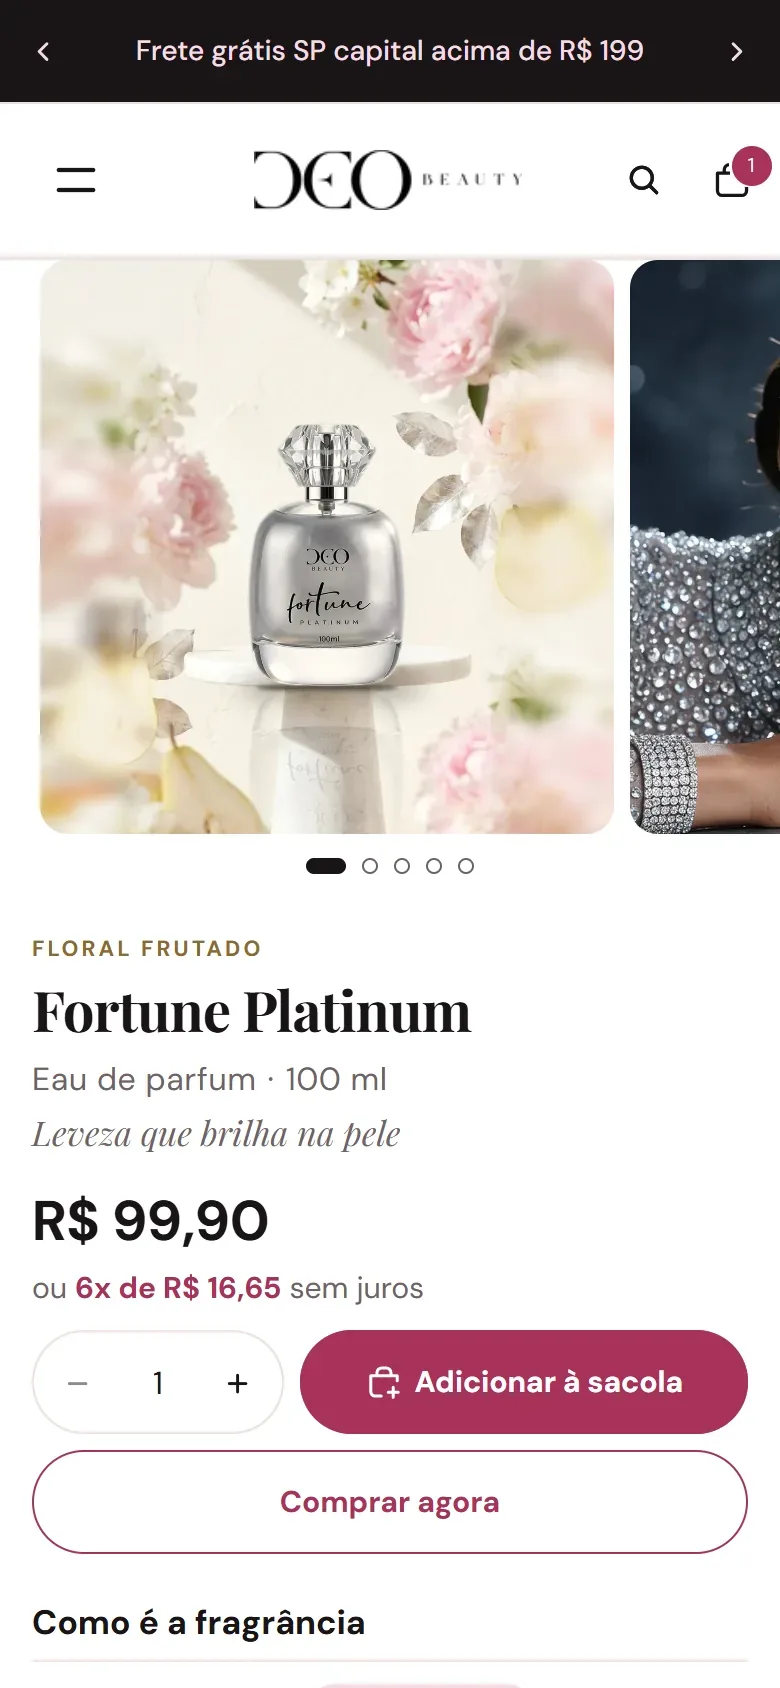 Frete grátis SP capital acima de R$ 199
DEO BEAUTY
1
DEO
BEAUTY
fortune
PLATINUM
100ml
FLORAL FRUTADO
Fortune Platinum
Eau de parfum · 100 ml
Leveza que brilha na pele
R$ 99,90
ou 6x de R$ 16,65 sem juros
1
Adicionar à sacola
Comprar agora
Como é a fragrância